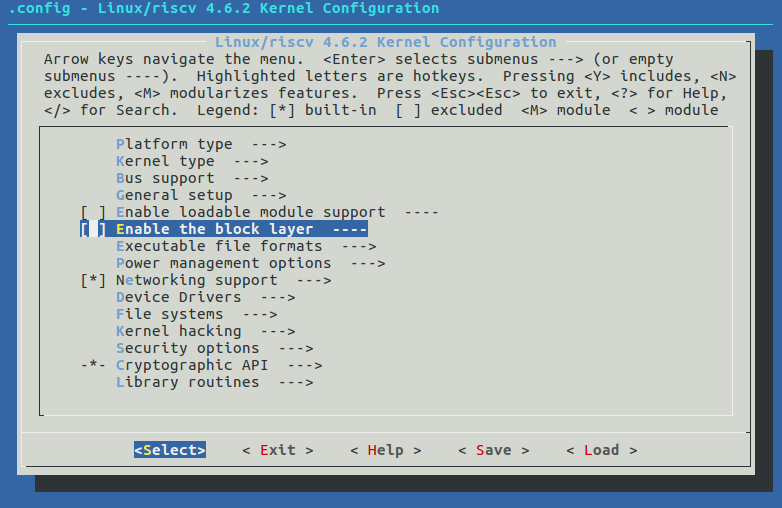 .config - Linux/riscv 4.6.2 Kernel Configuration
Linux/riscv 4.6.2 Kernel Configuration
Arrow keys navigate the menu.  <Enter> selects submenus ---> (or empty
submenus ----).  Highlighted letters are hotkeys.  Pressing <Y> includes, <N>
excludes, <M> modularizes features.  Press <Esc><Esc> to exit, <?> for Help,
</> for Search.  Legend: [*] built-in  [ ] excluded  <M> module  < > module
Platform type  --->
Kernel type  --->
Bus support  --->
General setup  --->
[ ] Enable loadable module support  ----
[ ] Enable the block layer  ----
Executable file formats  --->
Power management options  --->
[*] Networking support  --->
Device Drivers  --->
File systems  --->
Kernel hacking  --->
Security options  --->
-*- Cryptographic API  --->
Library routines  --->
<Select>    < Exit >    < Help >    < Save >    < Load >